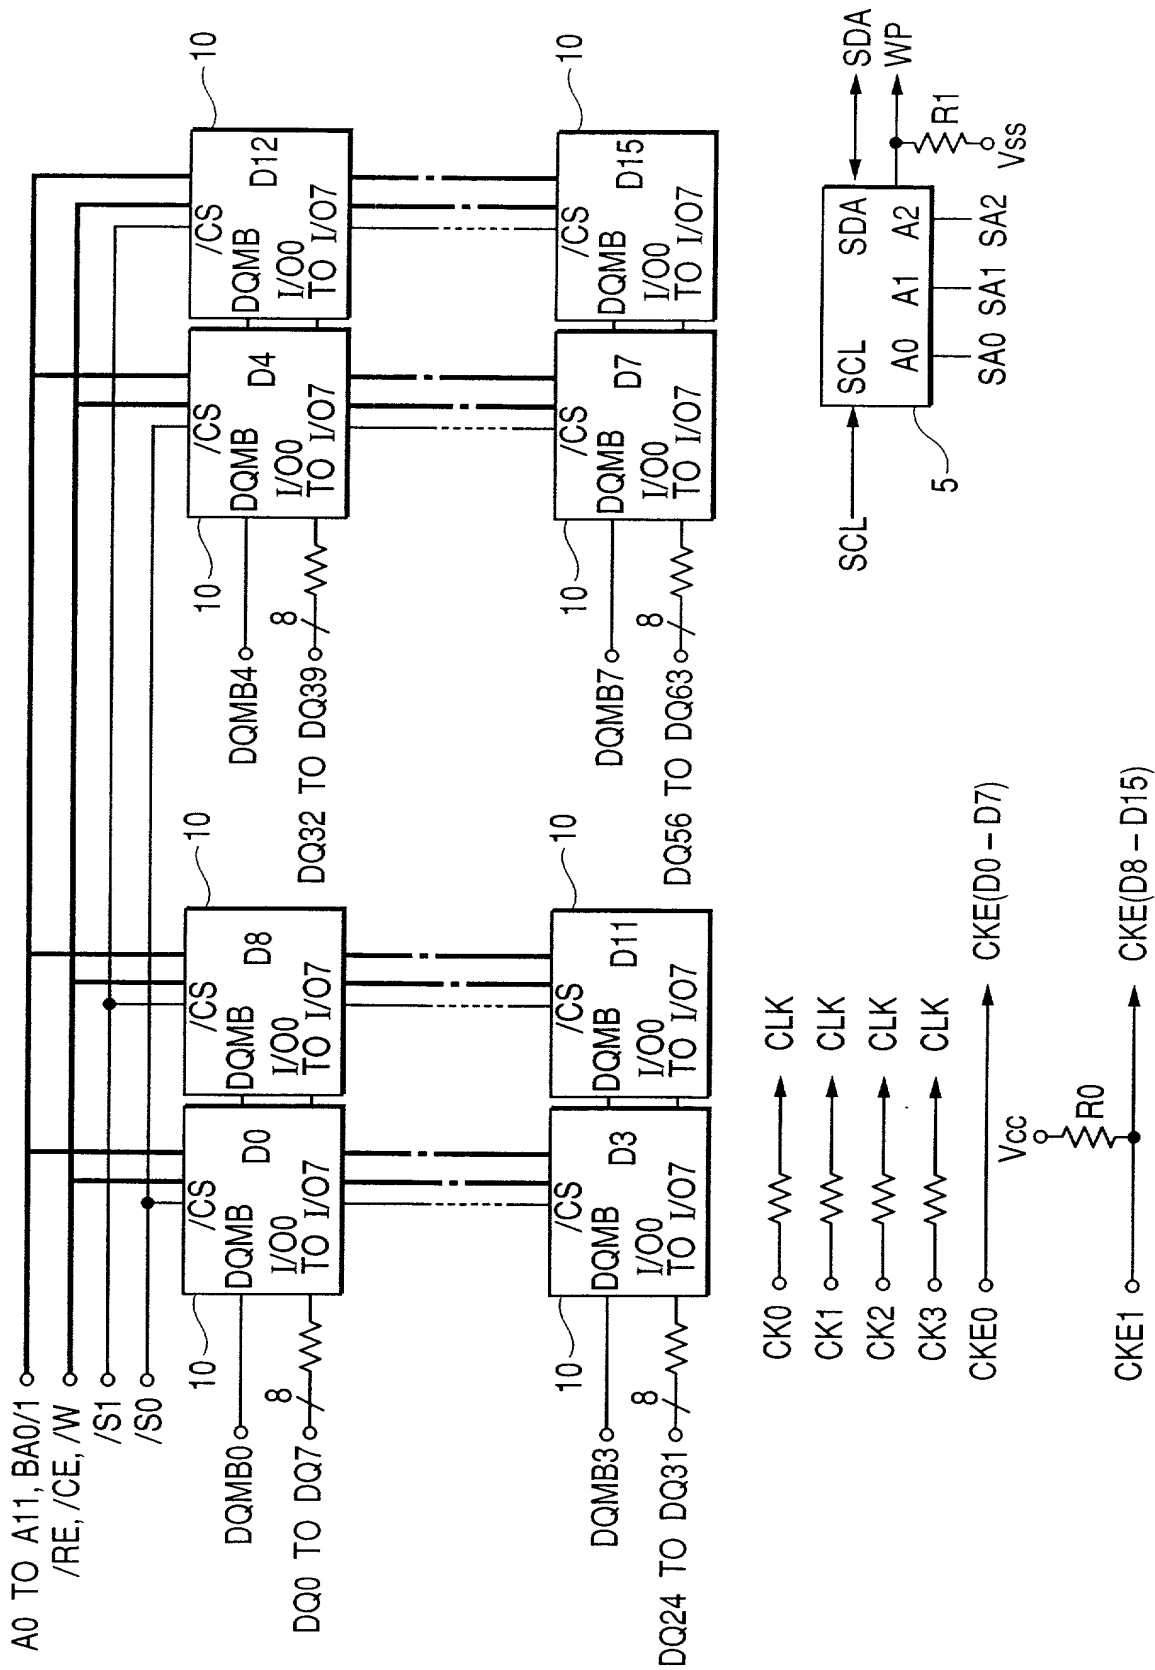 A0 TO A11, BA0/1
/RE, /CE, /W
/S1
/S0
10
10
10
10
/CS
D0
DQMB
I/O0
TO I/O7
/CS
D8
DQMB
I/O0
TO I/O7
/CS
D4
DQMB
I/O0
TO I/O7
/CS
D12
DQMB
I/O0
TO I/O7
DQMB0
8
DQ0 TO DQ7
DQMB4
8
DQ32 TO DQ39
10
10
10
10
/CS
D3
DQMB
I/O0
TO I/O7
/CS
D11
DQMB
I/O0
TO I/O7
/CS
D7
DQMB
I/O0
TO I/O7
/CS
D15
DQMB
I/O0
TO I/O7
DQMB3
8
DQ24 TO DQ31
DQMB7
8
DQ56 TO DQ63
CK0
CLK
CK1
CLK
CK2
CLK
CK3
CLK
CKE0
CKE(D0 – D7)
Vcc
R0
CKE1
CKE(D8 – D15)
SCL
SCL
SDA
SDA
WP
A0
A1
A2
R1
Vss
5
SA0
SA1
SA2